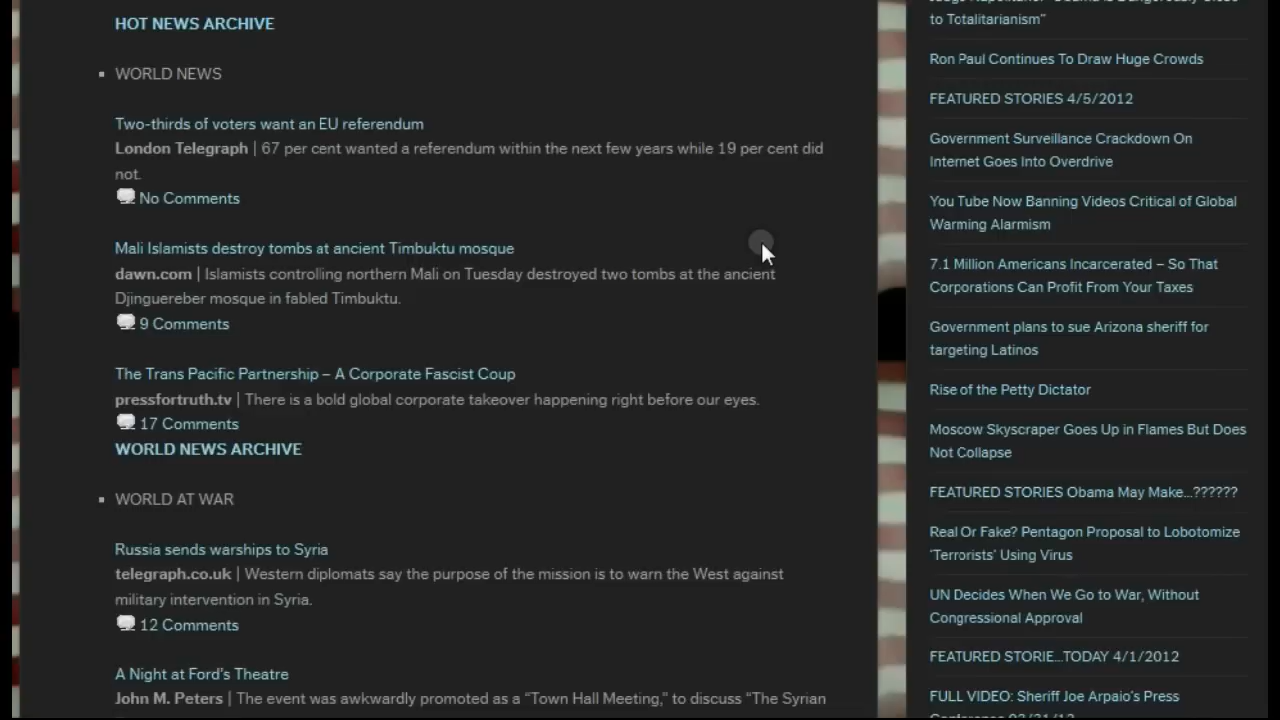 HOT NEWS ARCHIVE
WORLD NEWS
Two-thirds of voters want an EU referendum
London Telegraph | 67 per cent wanted a referendum within the next few years while 19 per cent did
not.
No Comments
Mali Islamists destroy tombs at ancient Timbuktu mosque
dawn.com | Islamists controlling northern Mali on Tuesday destroyed two tombs at the ancient
Djinguereber mosque in fabled Timbuktu.
9 Comments
The Trans Pacific Partnership – A Corporate Fascist Coup
pressfortruth.tv | There is a bold global corporate takeover happening right before our eyes.
17 Comments
WORLD NEWS ARCHIVE
WORLD AT WAR
Russia sends warships to Syria
telegraph.co.uk | Western diplomats say the purpose of the mission is to warn the West against
military intervention in Syria.
12 Comments
A Night at Ford's Theatre
John M. Peters | The event was awkwardly promoted as a “Town Hall Meeting,” to discuss “The Syrian
to Totalitarianism”
Ron Paul Continues To Draw Huge Crowds
FEATURED STORIES 4/5/2012
Government Surveillance Crackdown On
Internet Goes Into Overdrive
You Tube Now Banning Videos Critical of Global
Warming Alarmism
7.1 Million Americans Incarcerated – So That
Corporations Can Profit From Your Taxes
Government plans to sue Arizona sheriff for
targeting Latinos
Rise of the Petty Dictator
Moscow Skyscraper Goes Up in Flames But Does
Not Collapse
FEATURED STORIES Obama May Make...??????
Real Or Fake? Pentagon Proposal to Lobotomize
‘Terrorists’ Using Virus
UN Decides When We Go to War, Without
Congressional Approval
FEATURED STORIE...TODAY 4/1/2012
FULL VIDEO: Sheriff Joe Arpaio's Press